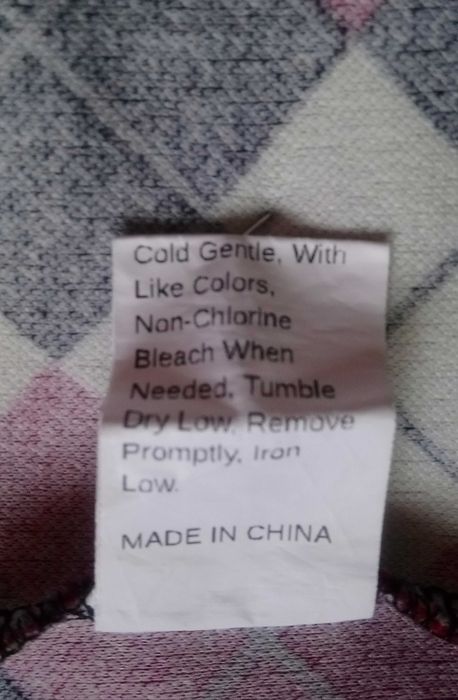 Cold Gentle, With
Like Colors,
Non-Chlorine
Bleach When
Needed, Tumble
Dry Low, Remove
Promptly, Iron
Low.
MADE IN CHINA